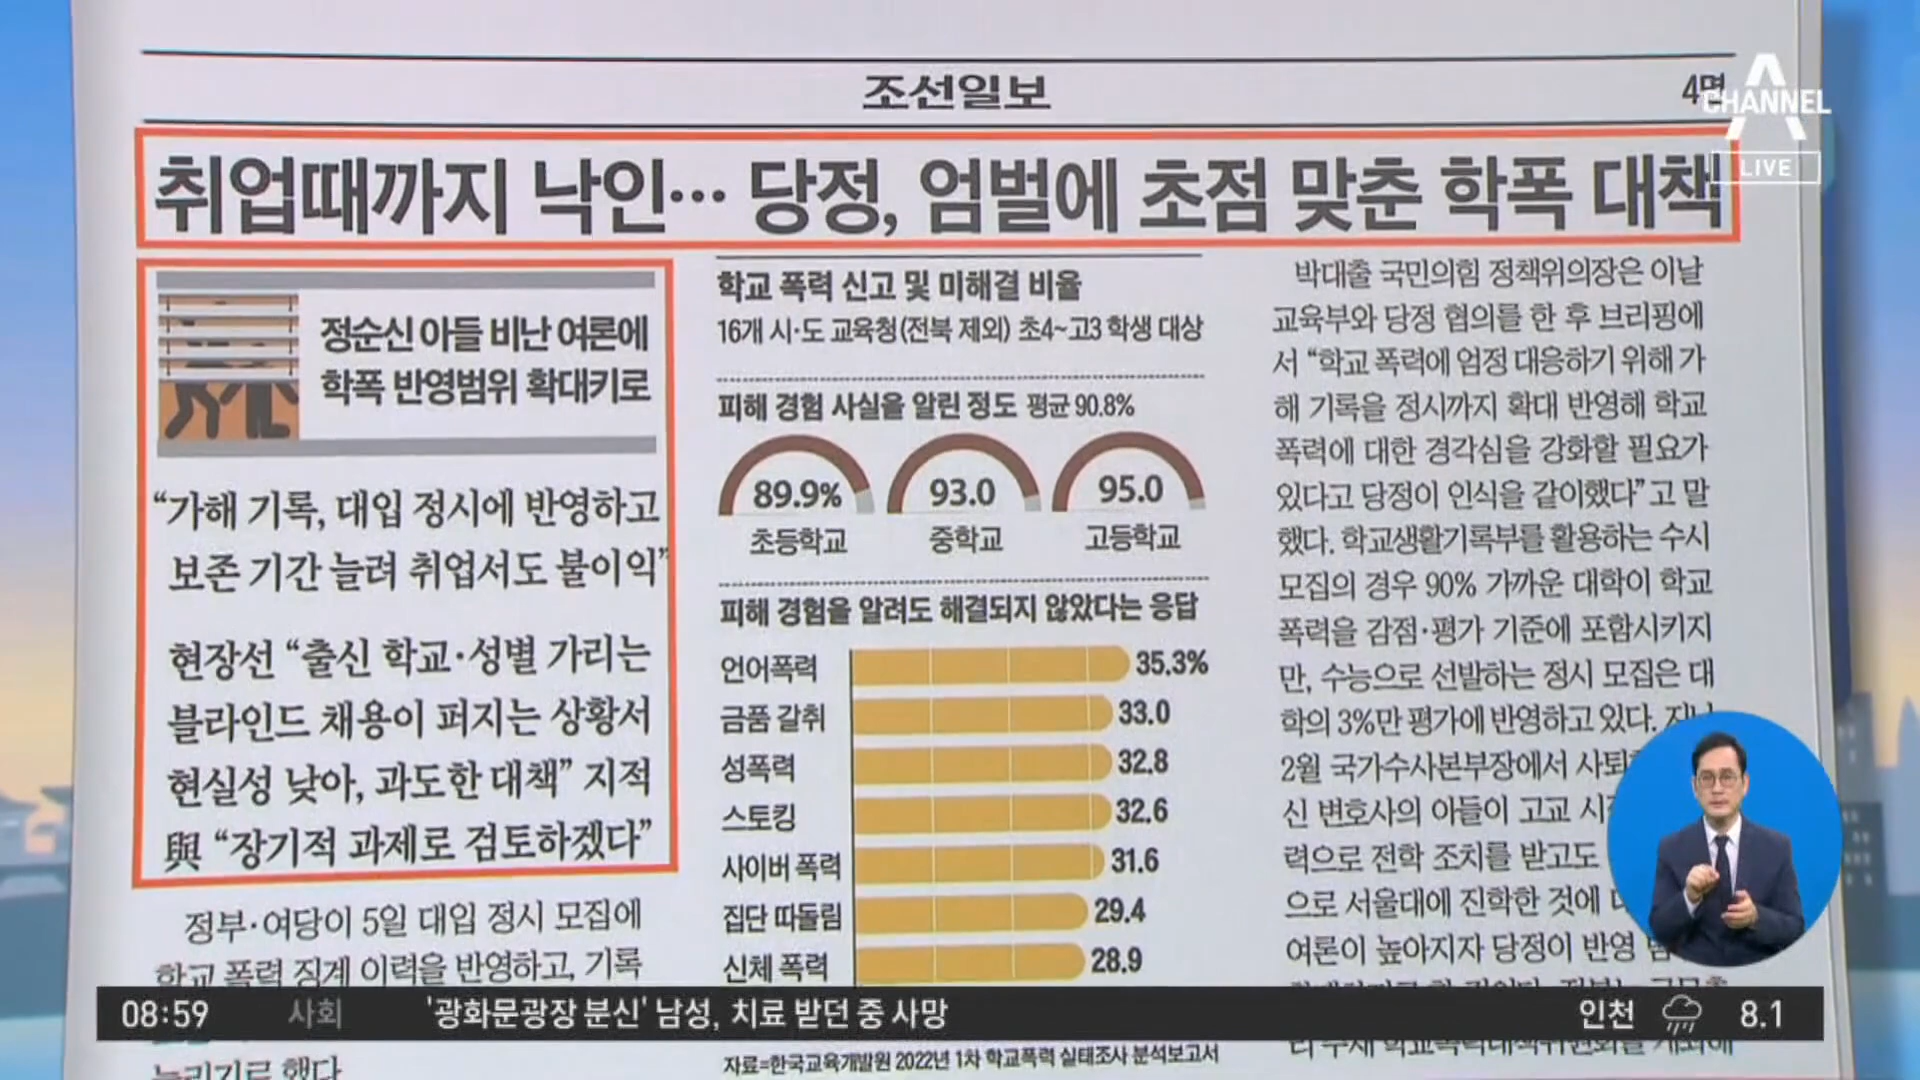 조선일보
4면
CHANNEL A
LIVE
취업때까지 낙인… 당정, 엄벌에 초점 맞춘 학폭 대책
정순신 아들 비난 여론에
학폭 반영범위 확대키로
“가해 기록, 대입 정시에 반영하고
보존 기간 늘려 취업서도 불이익”
현장선 “출신 학교·성별 가리는
블라인드 채용이 퍼지는 상황서
현실성 낮아, 과도한 대책” 지적
與 “장기적 과제로 검토하겠다”
정부·여당이 5일 대입 정시 모집에
학교 폭력 징계 이력을 반영하고, 기록
늘리기로 했다
학교 폭력 신고 및 미해결 비율
16개 시·도 교육청(전북 제외) 초4~고3 학생 대상
피해 경험 사실을 알린 정도 평균 90.8%
89.9% 93.0 95.0
초등학교 중학교 고등학교
피해 경험을 알려도 해결되지 않았다는 응답
언어폭력 35.3%
금품 갈취 33.0
성폭력 32.8
스토킹 32.6
사이버 폭력 31.6
집단 따돌림 29.4
신체 폭력 28.9
자료=한국교육개발원 2022년 1차 학교폭력 실태조사 분석보고서
박대출 국민의힘 정책위의장은 이날
교육부와 당정 협의를 한 후 브리핑에
서 “학교 폭력에 엄정 대응하기 위해 가
해 기록을 정시까지 확대 반영해 학교
폭력에 대한 경각심을 강화할 필요가
있다고 당정이 인식을 같이했다”고 말
했다. 학교생활기록부를 활용하는 수시
모집의 경우 90% 가까운 대학이 학교
폭력을 감점·평가 기준에 포함시키지
만, 수능으로 선발하는 정시 모집은 대
학의 3%만 평가에 반영하고 있다.
2월 국가수사본부장에서
신 변호사의 아들이 고교
력으로 전학 조치를 받고도
으로 서울대에 진학한 것에
여론이 높아지자 당정이 반영
08:59 사회 '광화문광장 분신' 남성, 치료 받던 중 사망 인천 8.1